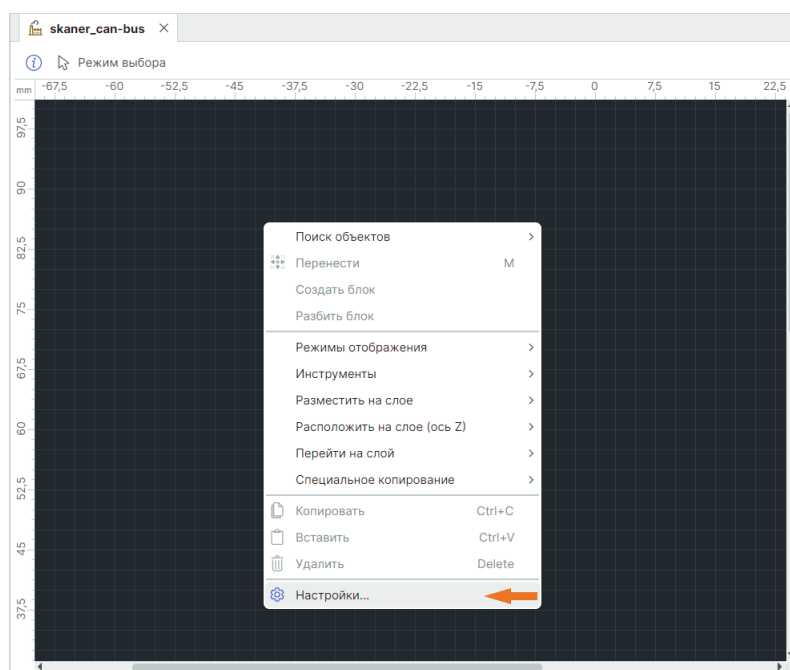 skaner_can-bus
Режим выбора
mm -67,5 -60 -52,5 -45 -37,5 -30 -22,5 -15 -7,5 0 7,5 15 22,5
97,5
90
82,5
75
67,5
60
52,5
45
37,5
Поиск объектов
Перенести M
Создать блок
Разбить блок
Режимы отображения
Инструменты
Разместить на слое
Расположить на слое (ось Z)
Перейти на слой
Специальное копирование
Копировать Ctrl+C
Вставить Ctrl+V
Удалить Delete
Настройки...